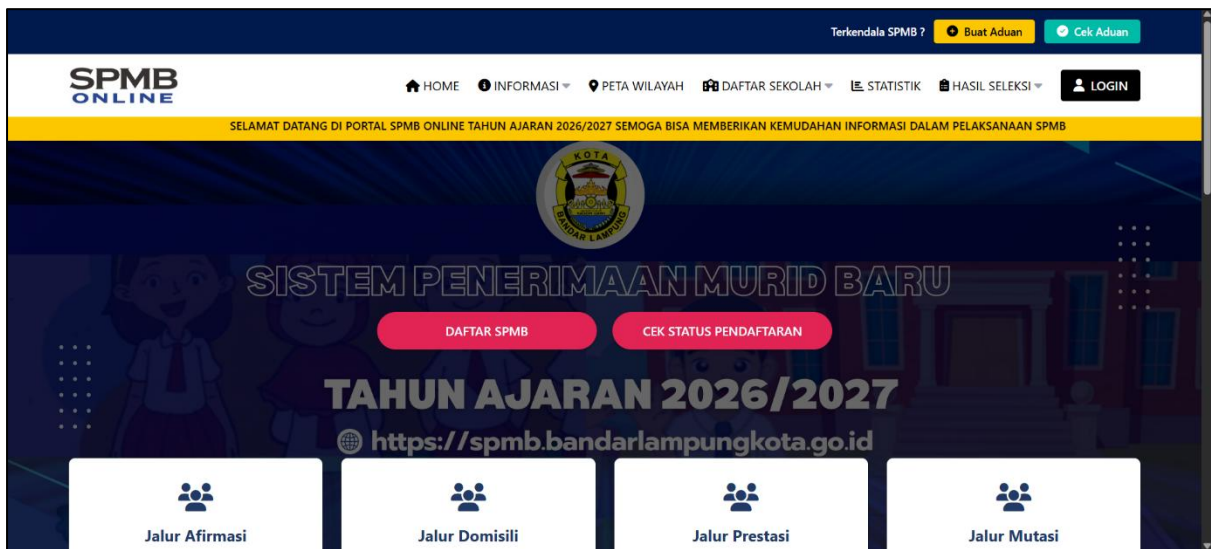 Terkendala SPMB ? Buat Aduan Cek Aduan
SPMB
ONLINE
HOME INFORMASI PETA WILAYAH DAFTAR SEKOLAH STATISTIK HASIL SELEKSI LOGIN
SELAMAT DATANG DI PORTAL SPMB ONLINE TAHUN AJARAN 2026/2027 SEMOGA BISA MEMBERIKAN KEMUDAHAN INFORMASI DALAM PELAKSANAAN SPMB
KOTA
BANDAR LAMPUNG
SISTEM PENERIMAAN MURID BARU
DAFTAR SPMB CEK STATUS PENDAFTARAN
TAHUN AJARAN 2026/2027
https://spmb.bandarlampungkota.go.id
Jalur Afirmasi Jalur Domisili Jalur Prestasi Jalur Mutasi